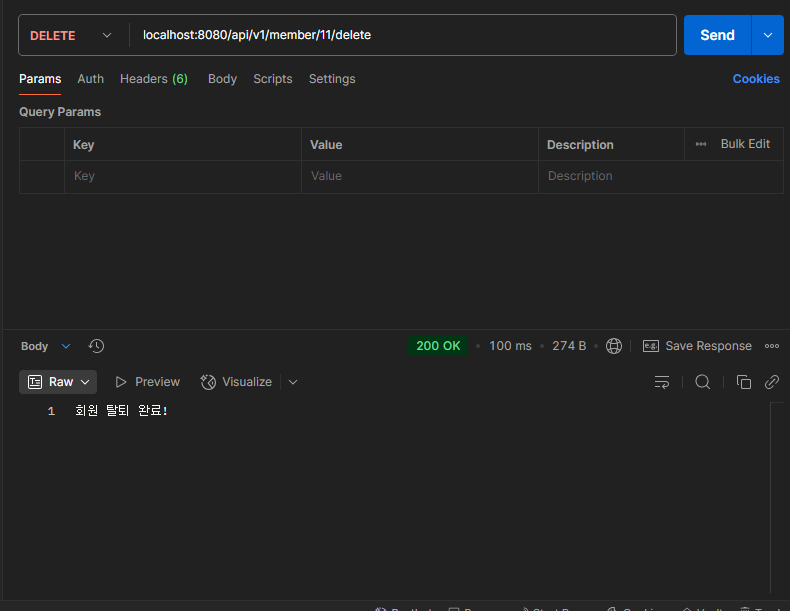 DELETE localhost:8080/api/v1/member/11/delete Send
Params Auth Headers (6) Body Scripts Settings Cookies
Query Params
Key Value Description Bulk Edit
Key Value Description
Body 200 OK 100 ms 274 B e.g. Save Response
Raw Preview Visualize
1 회원 탈퇴 완료!